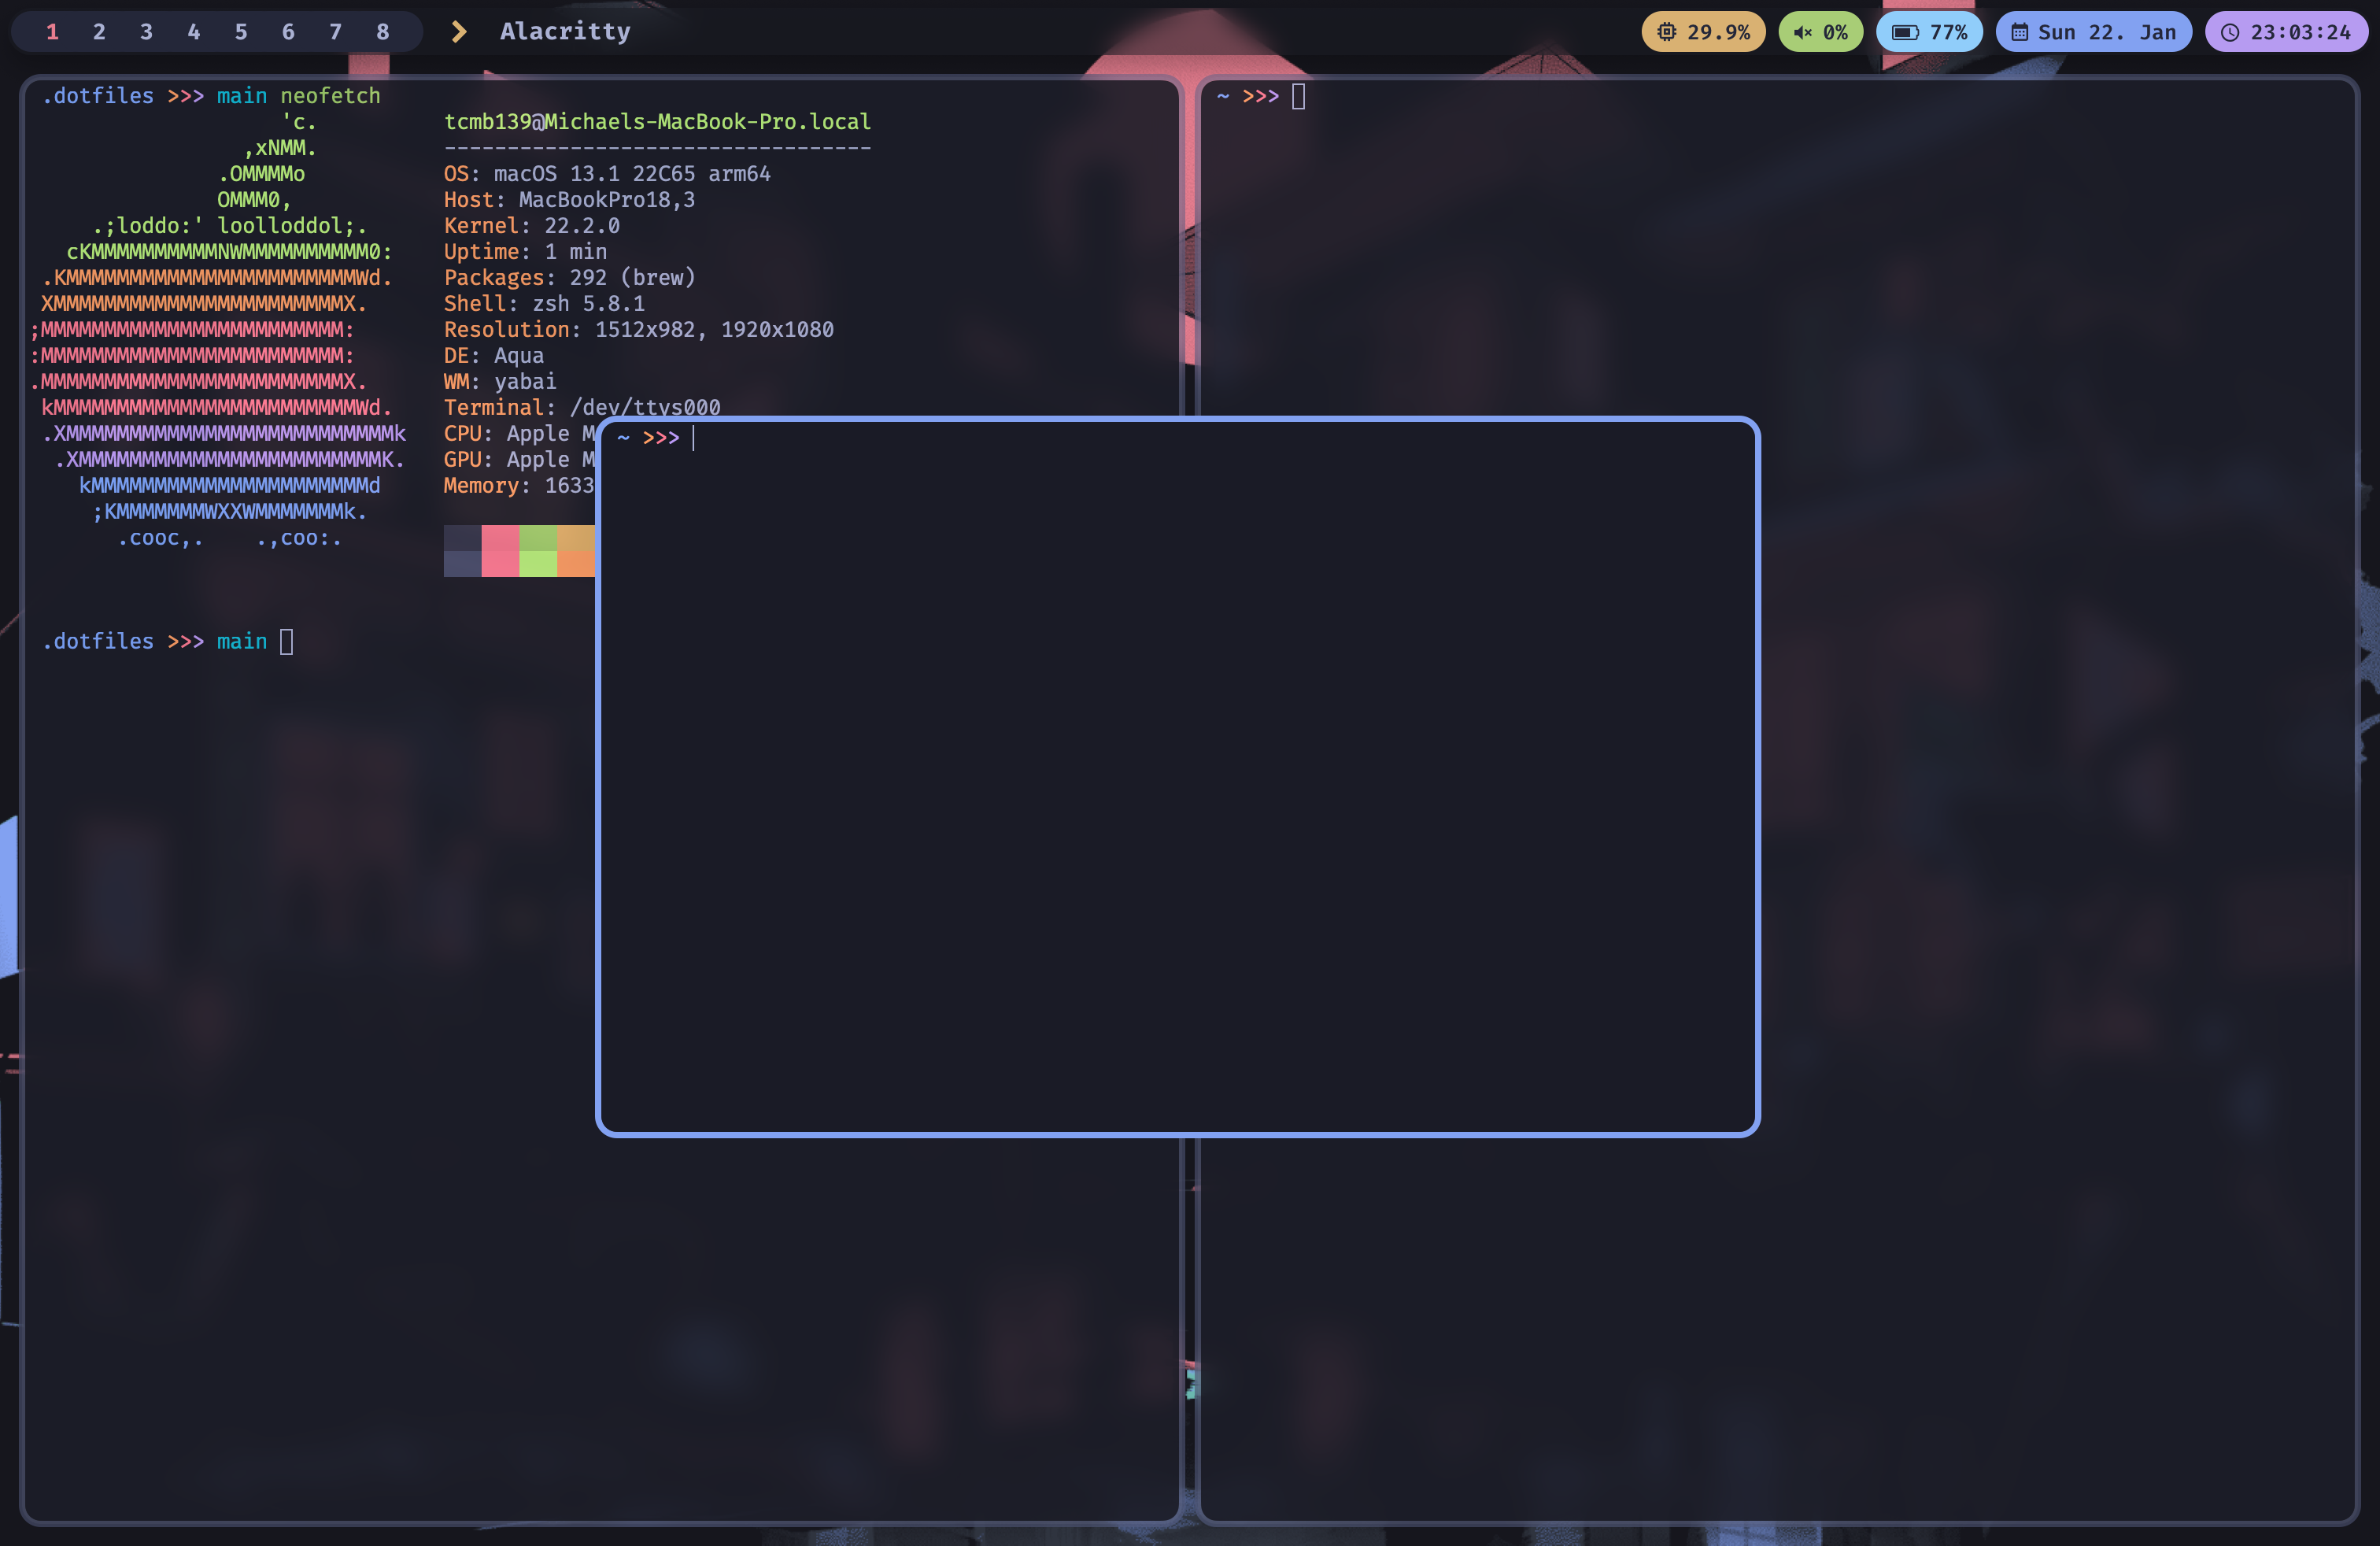 1 2 3 4 5 6 7 8 Alacritty 29.9% 0% 77% Sun 22. Jan 23:03:24
.dotfiles >>> main neofetch
'c.
,xNMM.
.OMMMMo
OMMM0,
.;loddo:' loolloddol;.
cKMMMMMMMMMMNWMMMMMMMMMM0:
.KMMMMMMMMMMMMMMMMMMMMMMMWd.
XMMMMMMMMMMMMMMMMMMMMMMMX.
;MMMMMMMMMMMMMMMMMMMMMMMM:
:MMMMMMMMMMMMMMMMMMMMMMMM:
.MMMMMMMMMMMMMMMMMMMMMMMMX.
kMMMMMMMMMMMMMMMMMMMMMMMMWd.
.XMMMMMMMMMMMMMMMMMMMMMMMMMMk
.XMMMMMMMMMMMMMMMMMMMMMMMMK.
kMMMMMMMMMMMMMMMMMMMMMMd
;KMMMMMMMWXXWMMMMMMMk.
.cooc,. .,coo:.
tcmb139@Michaels-MacBook-Pro.local
----------------------------------
OS: macOS 13.1 22C65 arm64
Host: MacBookPro18,3
Kernel: 22.2.0
Uptime: 1 min
Packages: 292 (brew)
Shell: zsh 5.8.1
Resolution: 1512x982, 1920x1080
DE: Aqua
WM: yabai
Terminal: /dev/ttys000
CPU: Apple M
GPU: Apple M
Memory: 1633
.dotfiles >>> main
~ >>>
~ >>>